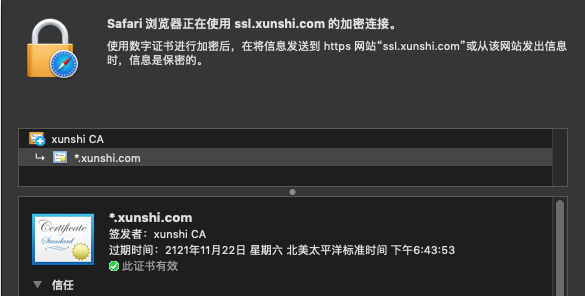 Safari 浏览器正在使用 ssl.xunshi.com 的加密连接。
使用数字证书进行加密后，在将信息发送到 https 网站“ssl.xunshi.com”或从该网站发出信息
时，信息是保密的。
xunshi CA
*.xunshi.com
Certificate
Standard
*.xunshi.com
签发者：xunshi CA
过期时间：2121年11月22日 星期六 北美太平洋标准时间 下午6:43:53
此证书有效
信任